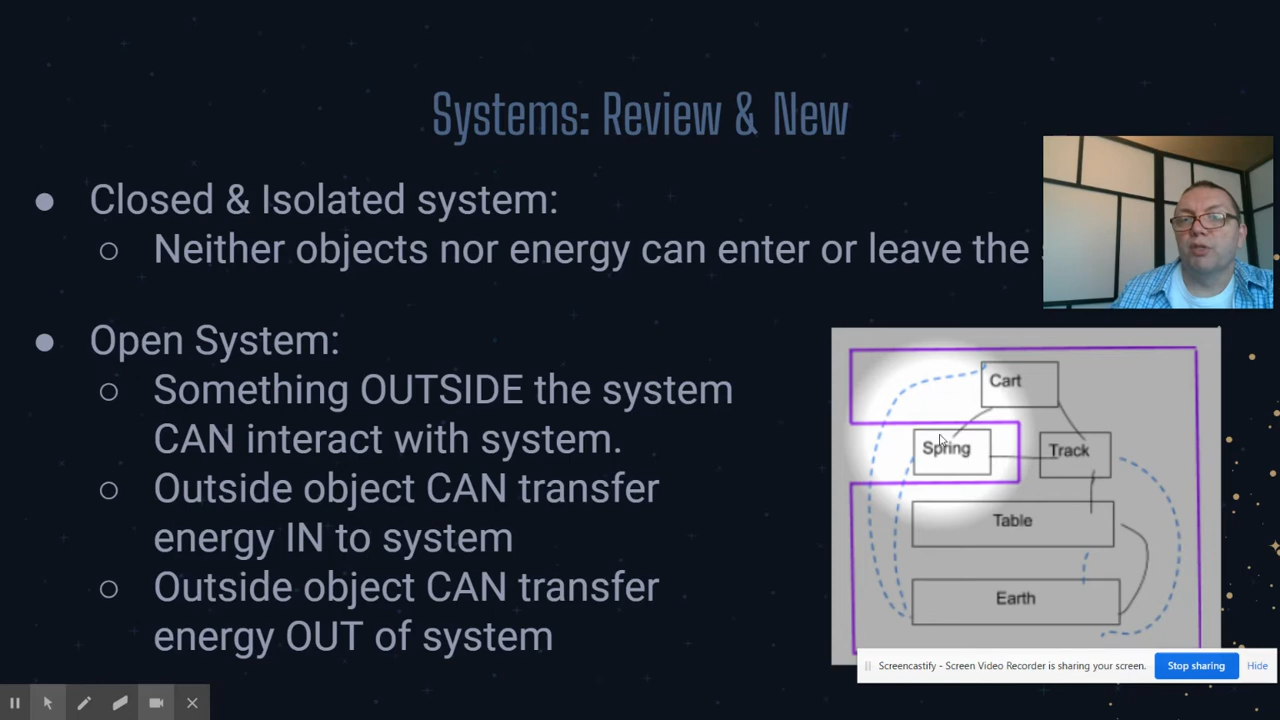 Systems: Review & New
● Closed & Isolated system:
○ Neither objects nor energy can enter or leave the
● Open System:
○ Something OUTSIDE the system
CAN interact with system.
○ Outside object CAN transfer
energy IN to system
○ Outside object CAN transfer
energy OUT of system
Cart
Spring
Track
Table
Earth
Screencastify - Screen Video Recorder is sharing your screen.
Stop sharing
Hide